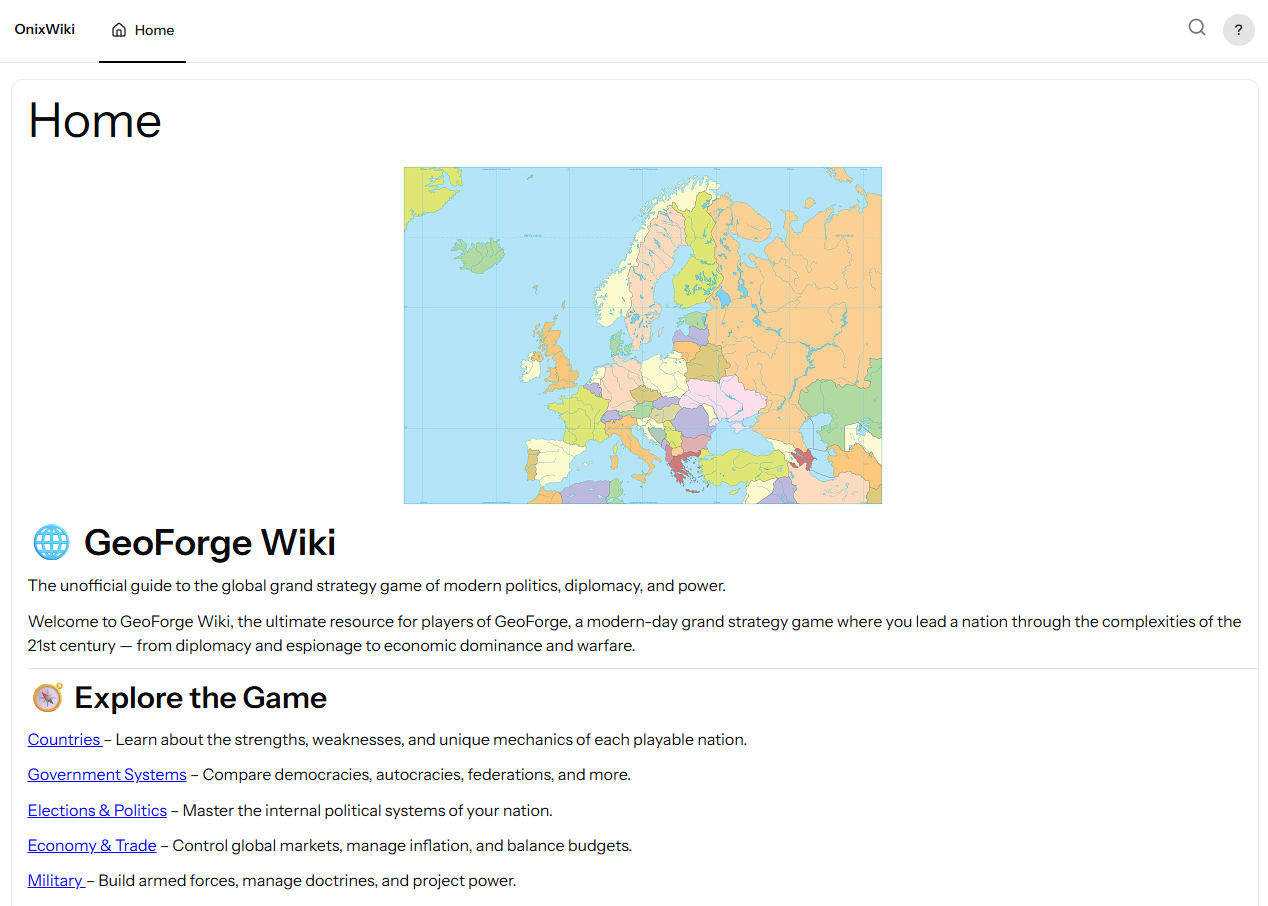 OnixWiki
Home
?
Home
GeoForge Wiki
The unofficial guide to the global grand strategy game of modern politics, diplomacy, and power.
Welcome to GeoForge Wiki, the ultimate resource for players of GeoForge, a modern-day grand strategy game where you lead a nation through the complexities of the
21st century — from diplomacy and espionage to economic dominance and warfare.
Explore the Game
Countries – Learn about the strengths, weaknesses, and unique mechanics of each playable nation.
Government Systems – Compare democracies, autocracies, federations, and more.
Elections & Politics – Master the internal political systems of your nation.
Economy & Trade – Control global markets, manage inflation, and balance budgets.
Military – Build armed forces, manage doctrines, and project power.